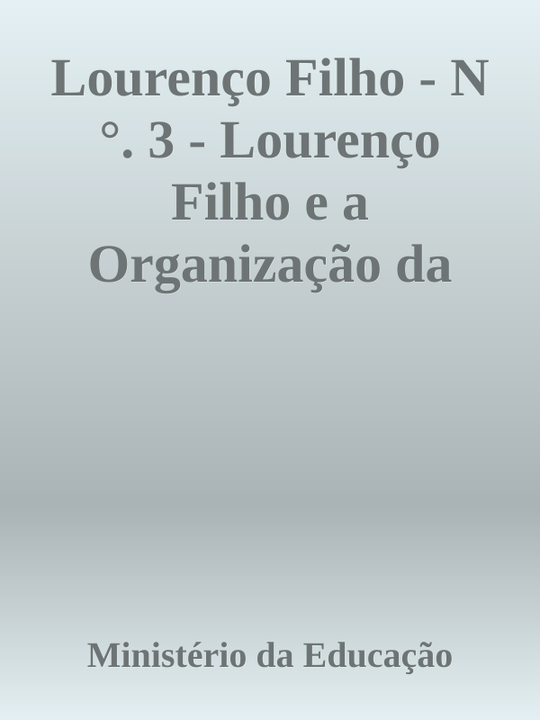 Lourenço Filho - N
°. 3 - Lourenço
Filho e a
Organização da
Ministério da Educação